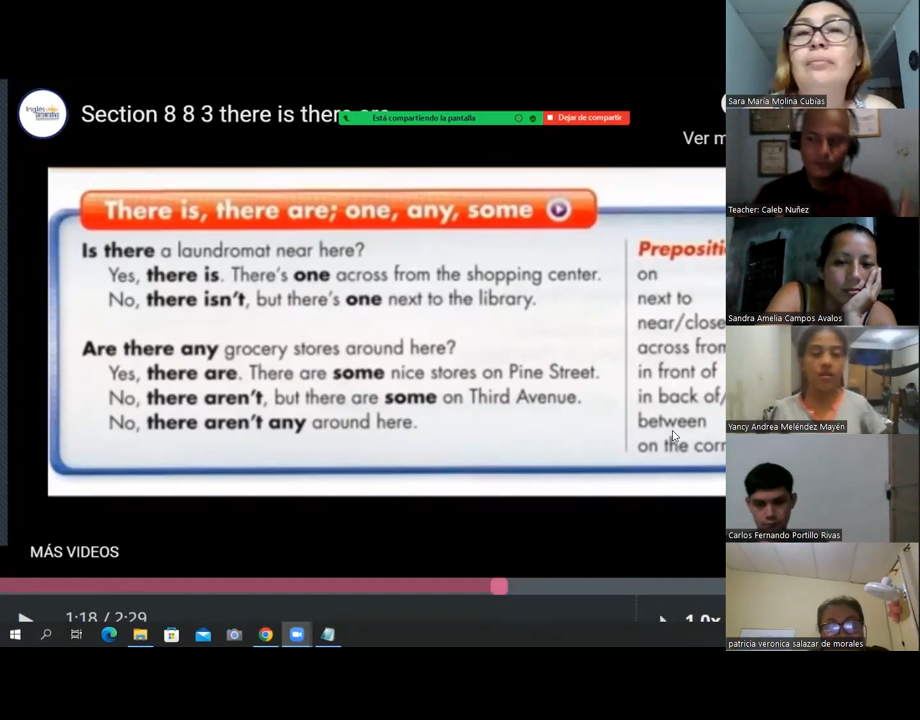 Section 8 8 3 there is there are
Está compartiendo la pantalla
Dejar de compartir
Ver m
There is, there are; one, any, some
Is there a laundromat near here?
Yes, there is. There's one across from the shopping center.
No, there isn't, but there's one next to the library.
Are there any grocery stores around here?
Yes, there are. There are some nice stores on Pine Street.
No, there aren't, but there are some on Third Avenue.
No, there aren't any around here.
Prepositi
on
next to
near/close
across from
in front of
in back of/
between
on the corn
MÁS VIDEOS
1:18 / 2:29
1.0x
Sara María Molina Cubías
Teacher: Caleb Nuñez
Sandra Amelia Campos Avalos
Yancy Andrea Meléndez Mayén
Carlos Fernando Portillo Rivas
patricia veronica salazar de morales